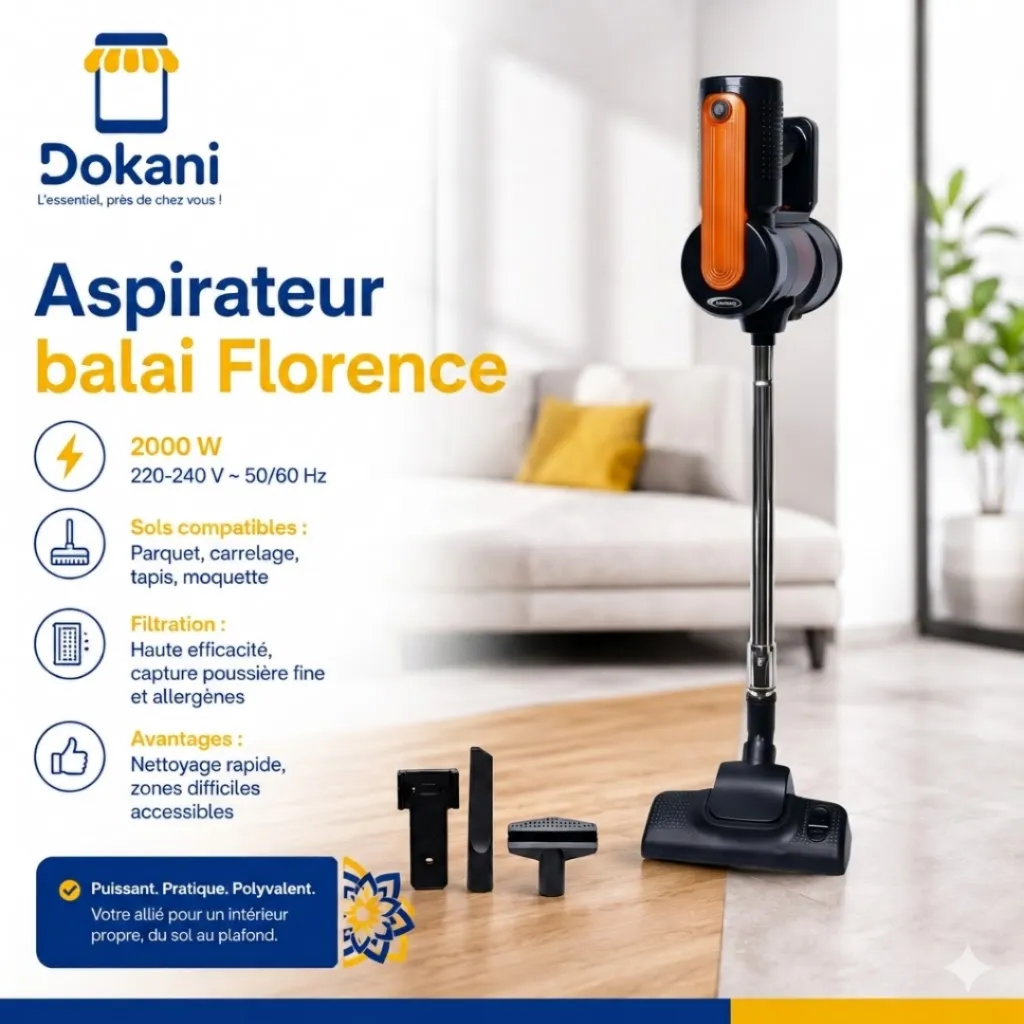 Dokani
L'essentiel, près de chez vous !
Aspirateur
balai Florence
2000 W
220-240 V ~ 50/60 Hz
Sols compatibles :
Parquet, carrelage,
tapis, moquette
Filtration :
Haute efficacité,
capture poussière fine
et allergènes
Avantages :
Nettoyage rapide,
zones difficiles
accessibles
Puissant. Pratique. Polyvalent.
Votre allié pour un intérieur
propre, du sol au plafond.